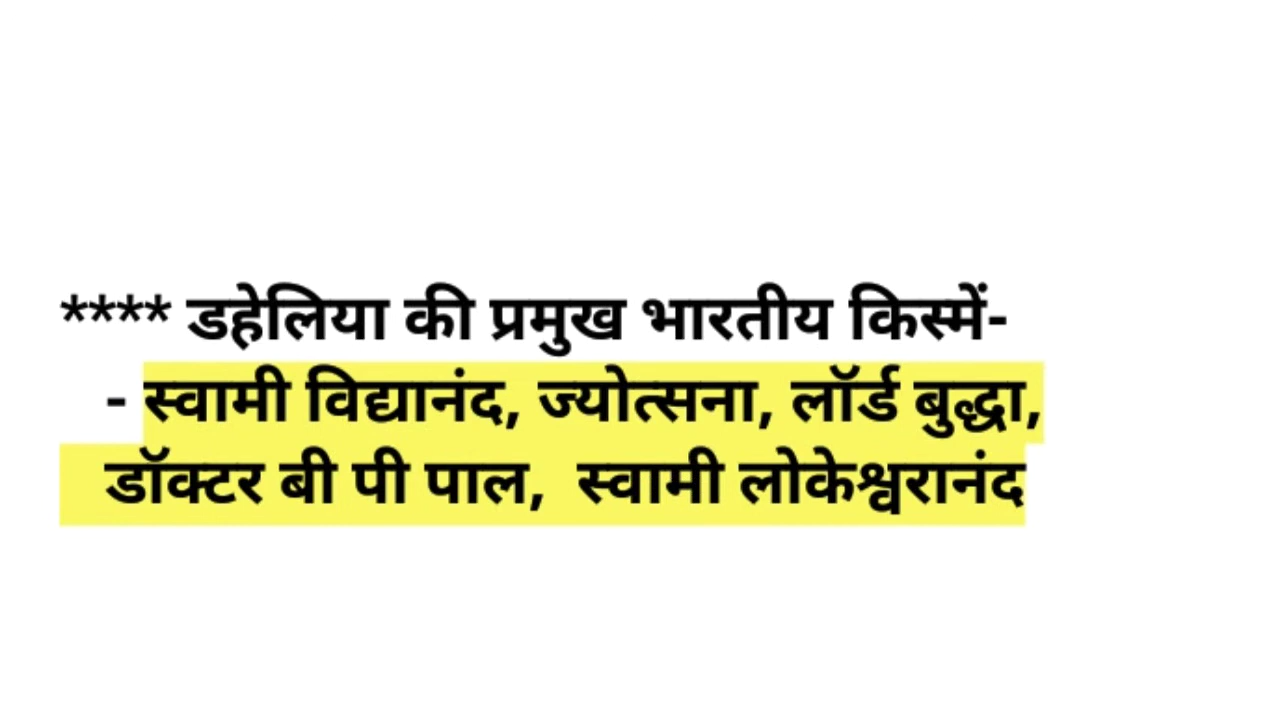 **** डहेलिया की प्रमुख भारतीय किस्में-
- स्वामी विद्यानंद, ज्योत्सना, लॉर्ड बुद्धा,
डॉक्टर बी पी पाल, स्वामी लोकेश्वरानंद